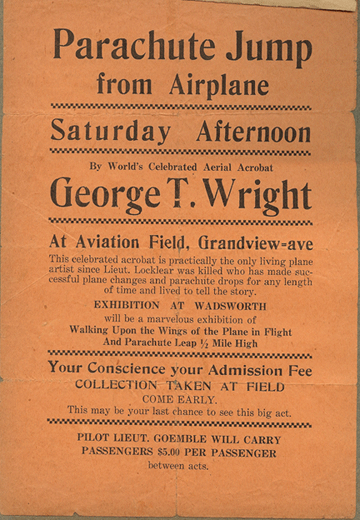 Parachute Jump
from Airplane
Saturday Afternoon
By World's Celebrated Aerial Acrobat
George T. Wright
At Aviation Field, Grandview=ave
This celebrated acrobat is practically the only living plane
artist since Lieut. Locklear was killed who has made suc-
cessful plane changes and parachute drops for any length
of time and lived to tell the story.
EXHIBITION AT WADSWORTH
will be a marvelous exhibition of
Walking Upon the Wings of the Plane in Flight
And Parachute Leap ½ Mile High
Your Conscience your Admission Fee
COLLECTION TAKEN AT FIELD
COME EARLY.
This may be your last chance to see this big act.
PILOT LIEUT. GOEMBLE WILL CARRY
PASSENGERS $5.00 PER PASSENGER
between acts.